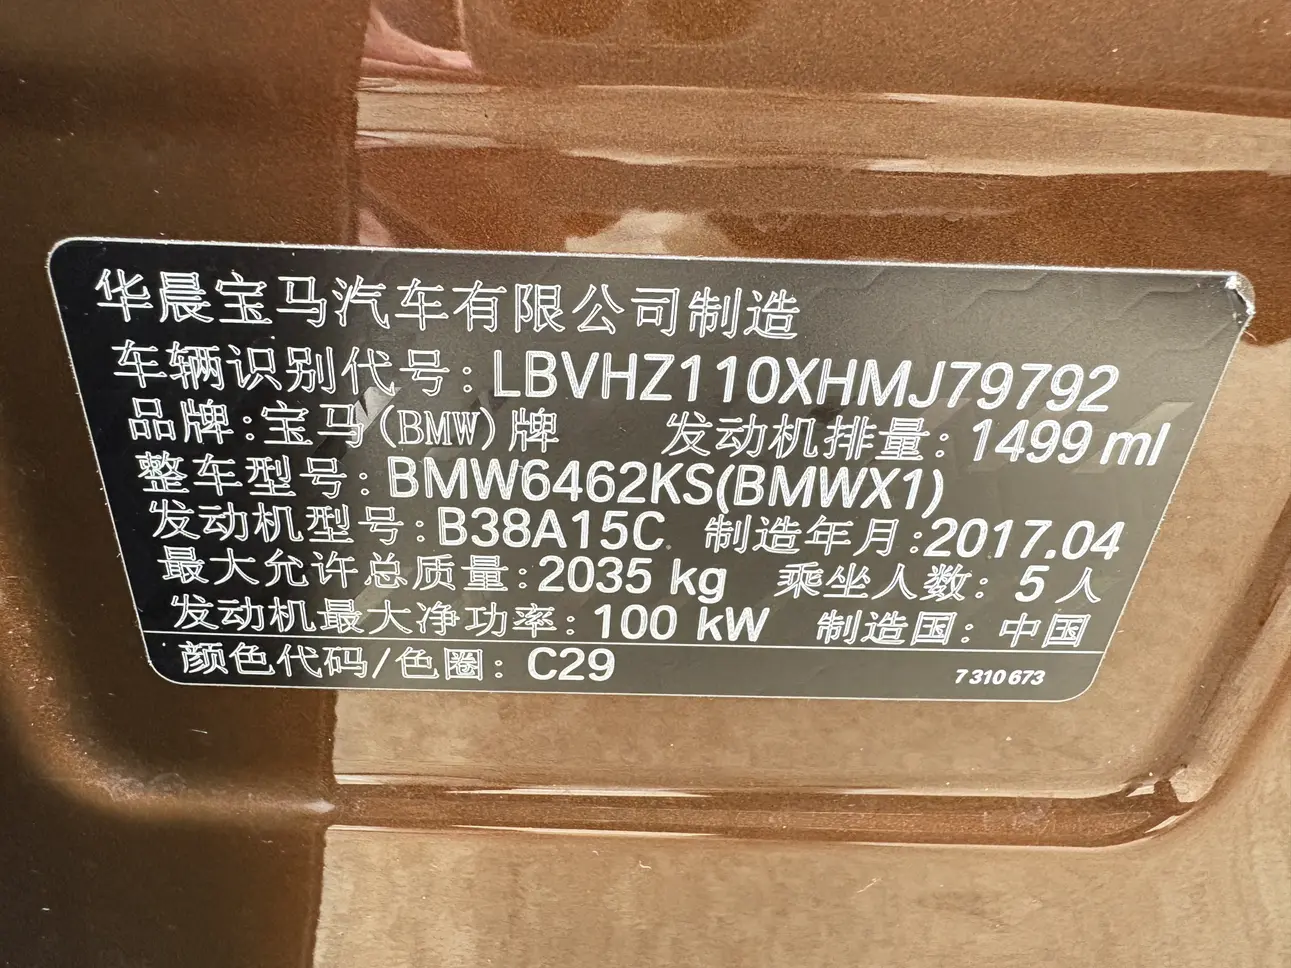 华晨宝马汽车有限公司制造
车辆识别代号: LBVHZ110XHMJ79792
品牌:宝马(BMW)牌 发动机排量: 1499 ml
整车型号: BMW6462KS(BMWX1)
发动机型号: B38A15C 制造年月:2017.04
最大允许总质量: 2035 kg 乘坐人数: 5 人
发动机最大净功率: 100 kW 制造国: 中国
颜色代码/色圈: C29 7 310 673